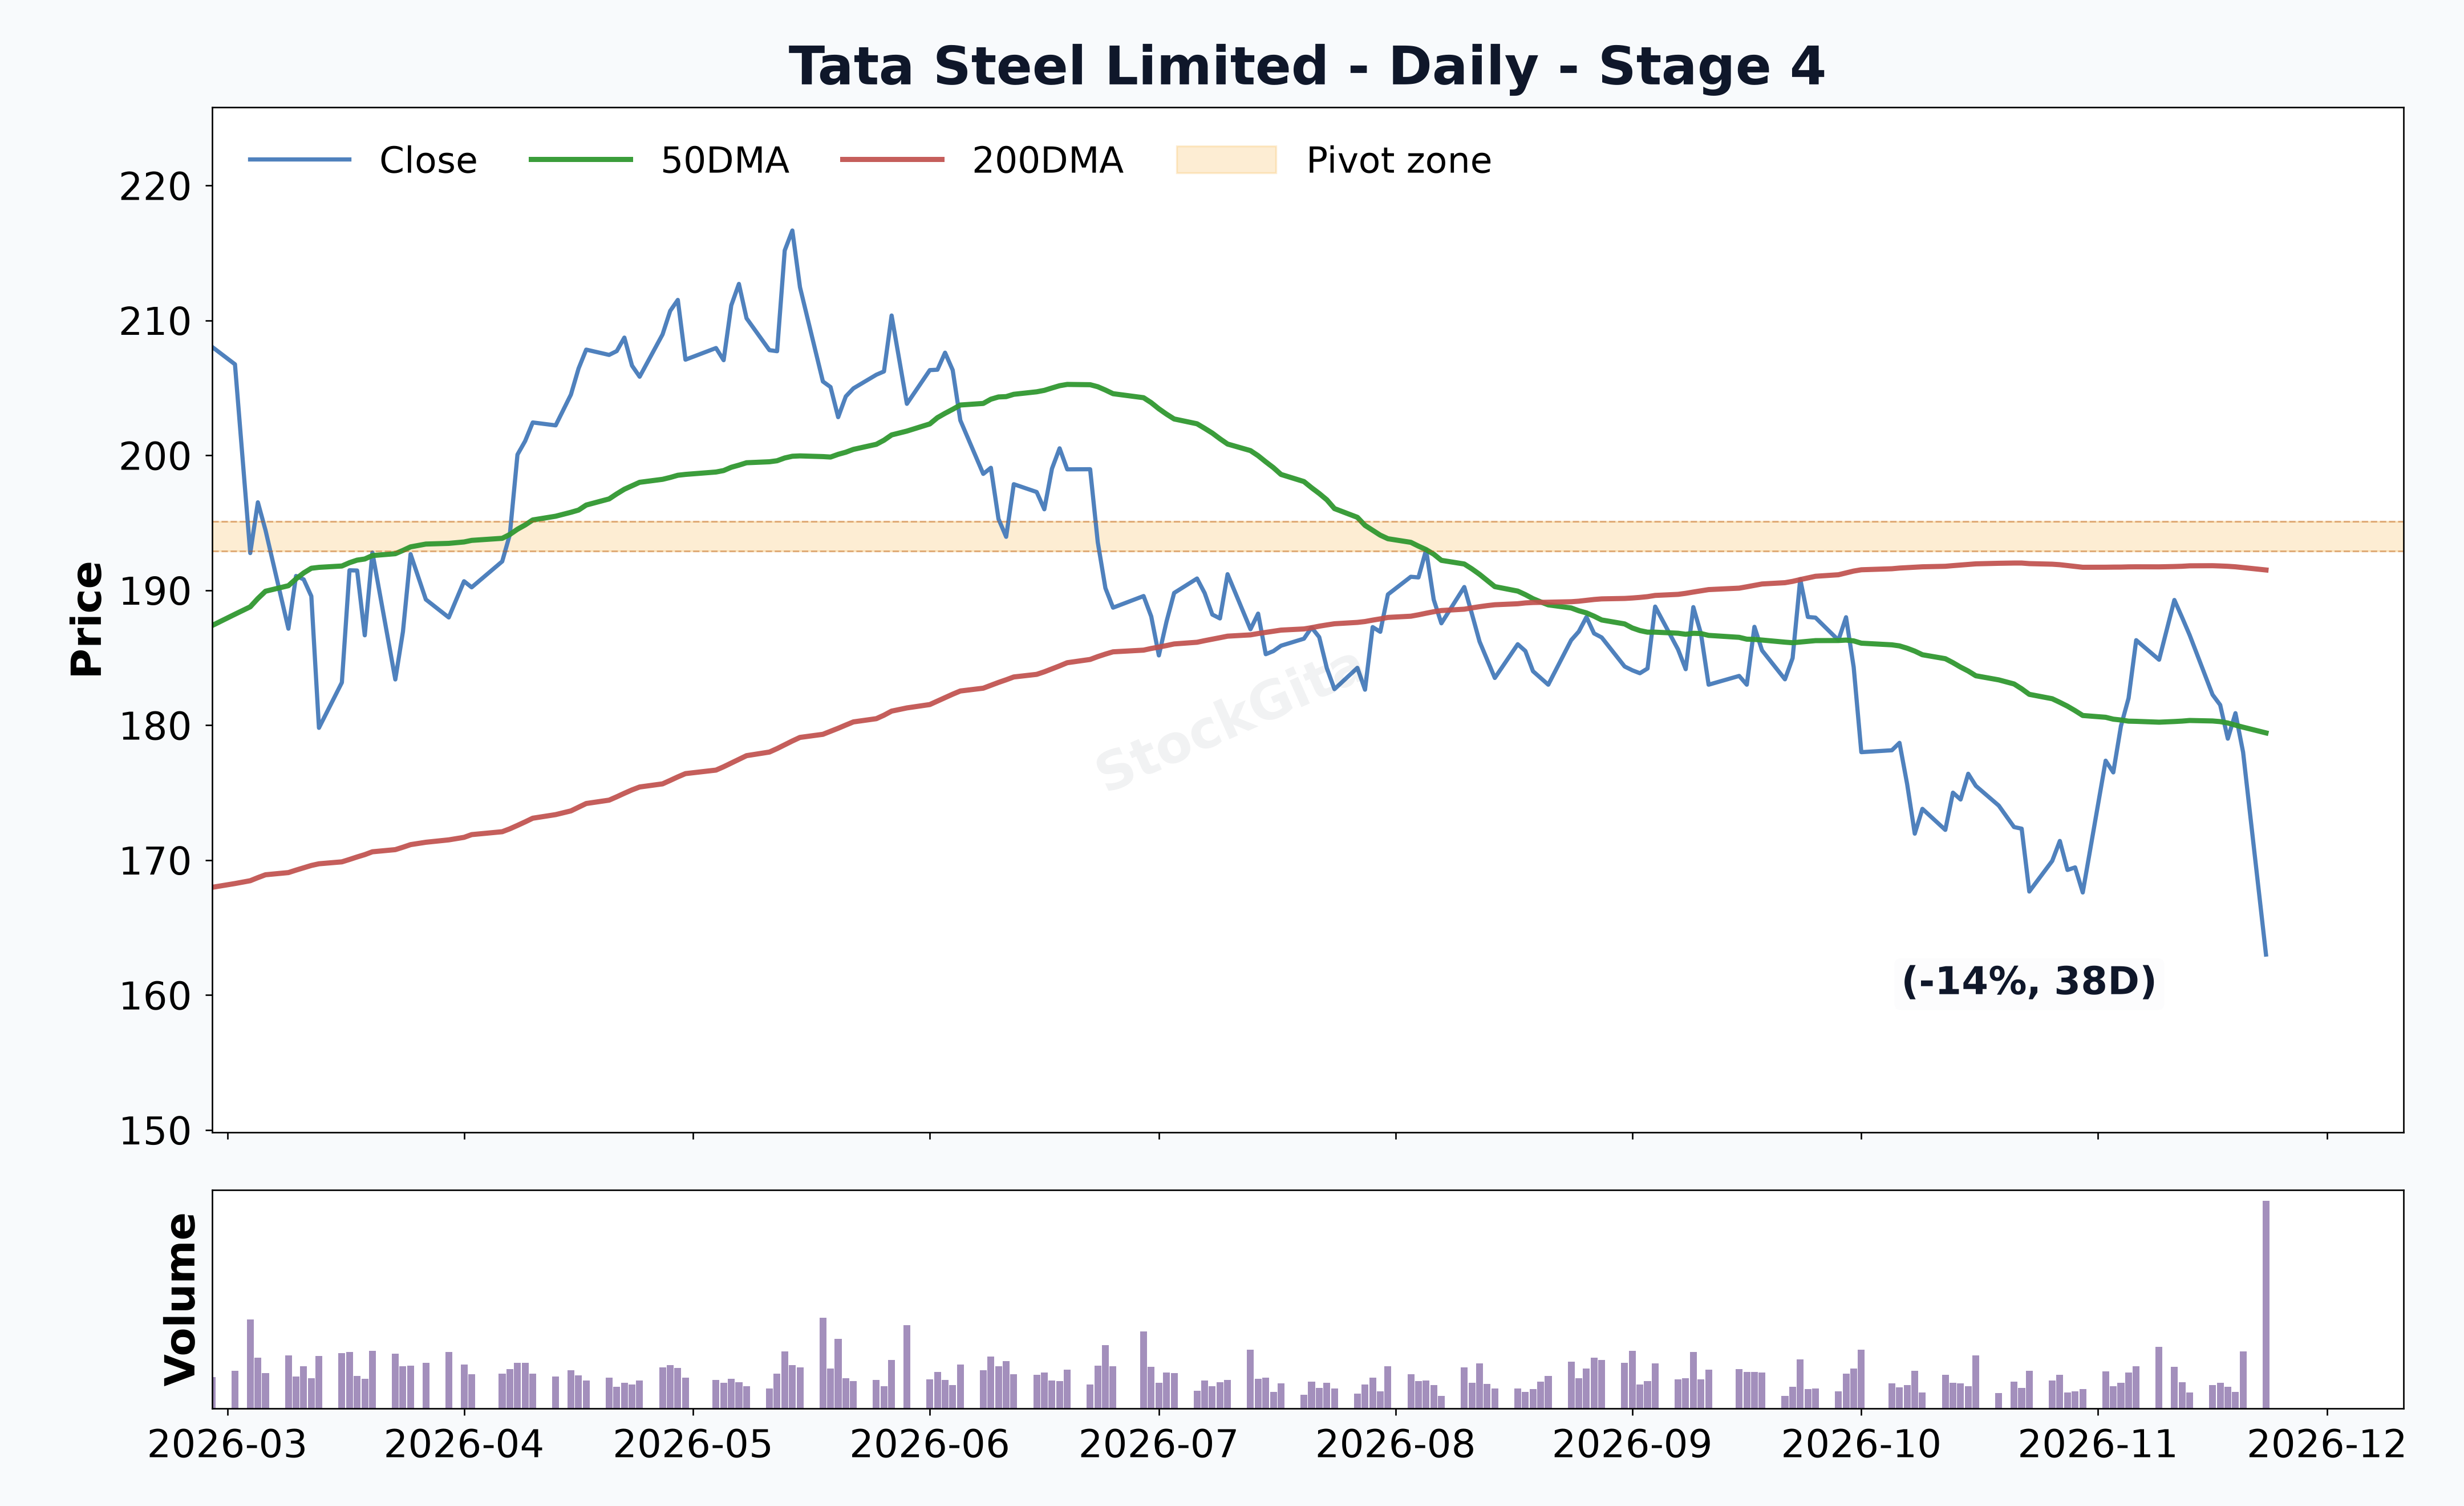 Tata Steel Limited - Daily - Stage 4
Close 50DMA 200DMA Pivot zone
220
210
200
190
180
170
160
150
Price
StockGita
(-14%, 38D)
Volume
2026-03 2026-04 2026-05 2026-06 2026-07 2026-08 2026-09 2026-10 2026-11 2026-12